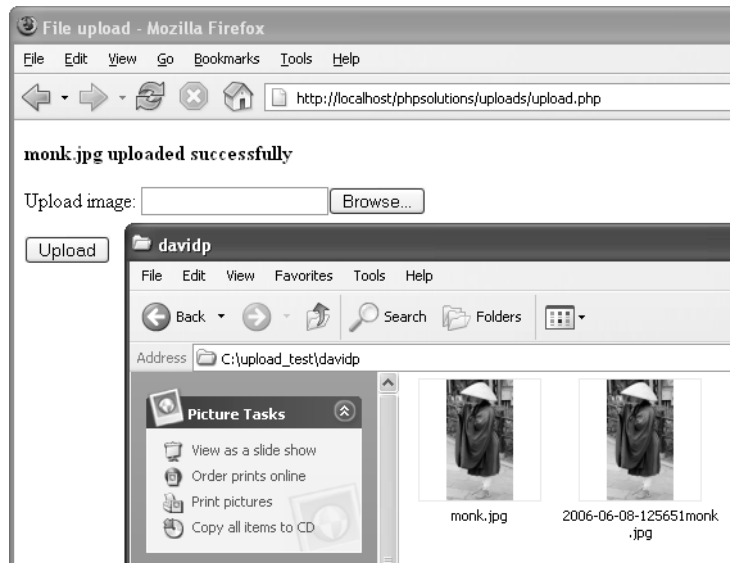 File upload - Mozilla Firefox
File Edit View Go Bookmarks Tools Help
http://localhost/phpsolutions/uploads/upload.php
monk.jpg uploaded successfully
Upload image: Browse...
Upload
davidp
File Edit View Favorites Tools Help
Back Search Folders
Address C:\upload_test\davidp
Picture Tasks
View as a slide show
Order prints online
Print pictures
Copy all items to CD
monk.jpg
2006-06-08-125651monk
.jpg